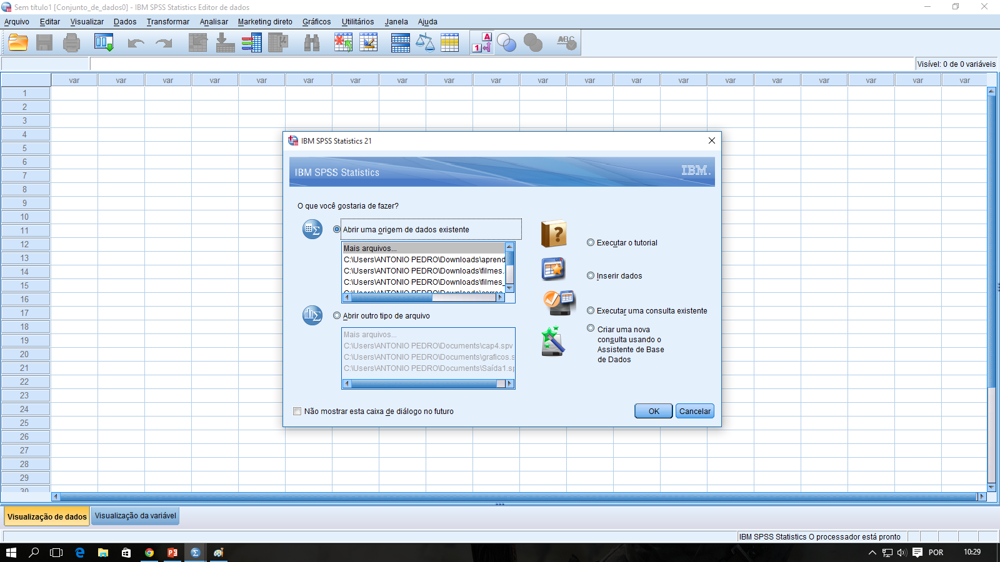 Sem título1 [Conjunto_de_dados0] - IBM SPSS Statistics Editor de dados
Arquivo Editar Visualizar Dados Transformar Analisar Marketing direto Gráficos Utilitários Janela Ajuda
A
1
ABC
Visível: 0 de 0 variáveis
var var var var var var var var var var var var var var var var var var var var
1
2
3
4
5
6
7
8
9
10
11
12
13
14
15
16
17
18
19
20
21
22
23
24
25
26
27
28
29
30
IBM SPSS Statistics 21
IBM SPSS Statistics
IBM.
O que você gostaria de fazer?
Abrir uma origem de dados existente
Mais arquivos...
C:\Users\ANTONIO PEDRO\Downloads\aprend
C:\Users\ANTONIO PEDRO\Downloads\filmes.
C:\Users\ANTONIO PEDRO\Downloads\filmes_
C:\Users\ANTONIO PEDRO\Downloads\carros
Abrir outro tipo de arquivo
Mais arquivos...
C:\Users\ANTONIO PEDRO\Documents\cap4.spv
C:\Users\ANTONIO PEDRO\Documents\graficos.s
C:\Users\ANTONIO PEDRO\Documents\Saída1.sp
Executar o tutorial
Inserir dados
Executar uma consulta existente
Criar uma nova
consulta usando o
Assistente de Base
de Dados
Não mostrar esta caixa de diálogo no futuro
OK Cancelar
Visualização de dados Visualização da variável
IBM SPSS Statistics O processador está pronto
POR 10:29